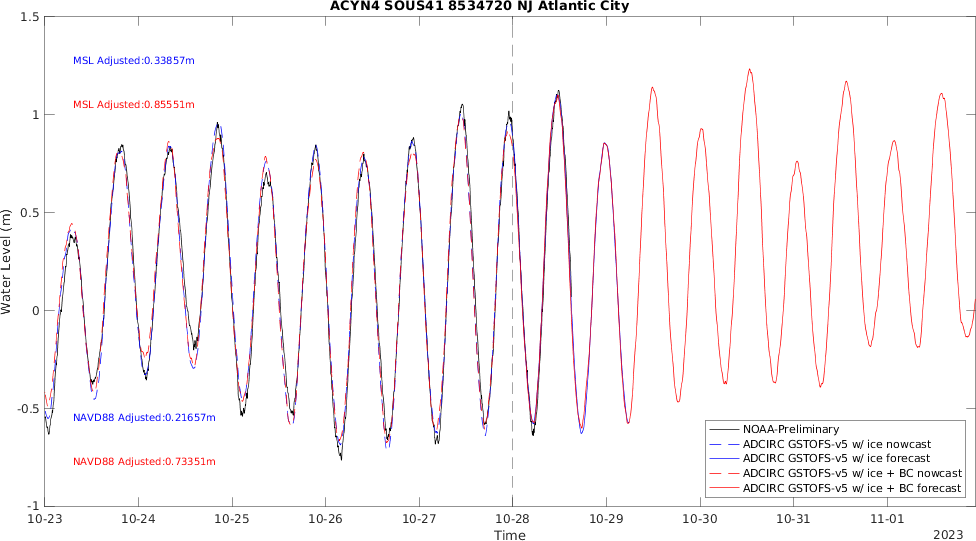 ACYN4 SOUS41 8534720 NJ Atlantic City
1.5
MSL Adjusted:0.33857m
MSL Adjusted:0.85551m
1
0.5
Water Level (m)
0
-0.5
NAVD88 Adjusted:0.21657m
NAVD88 Adjusted:0.73351m
-1
NOAA-Preliminary
ADCIRC GSTOFS-v5 w/ ice nowcast
ADCIRC GSTOFS-v5 w/ ice forecast
ADCIRC GSTOFS-v5 w/ ice + BC nowcast
ADCIRC GSTOFS-v5 w/ ice + BC forecast
10-23 10-24 10-25 10-26 10-27 10-28 10-29 10-30 10-31 11-01
Time
2023